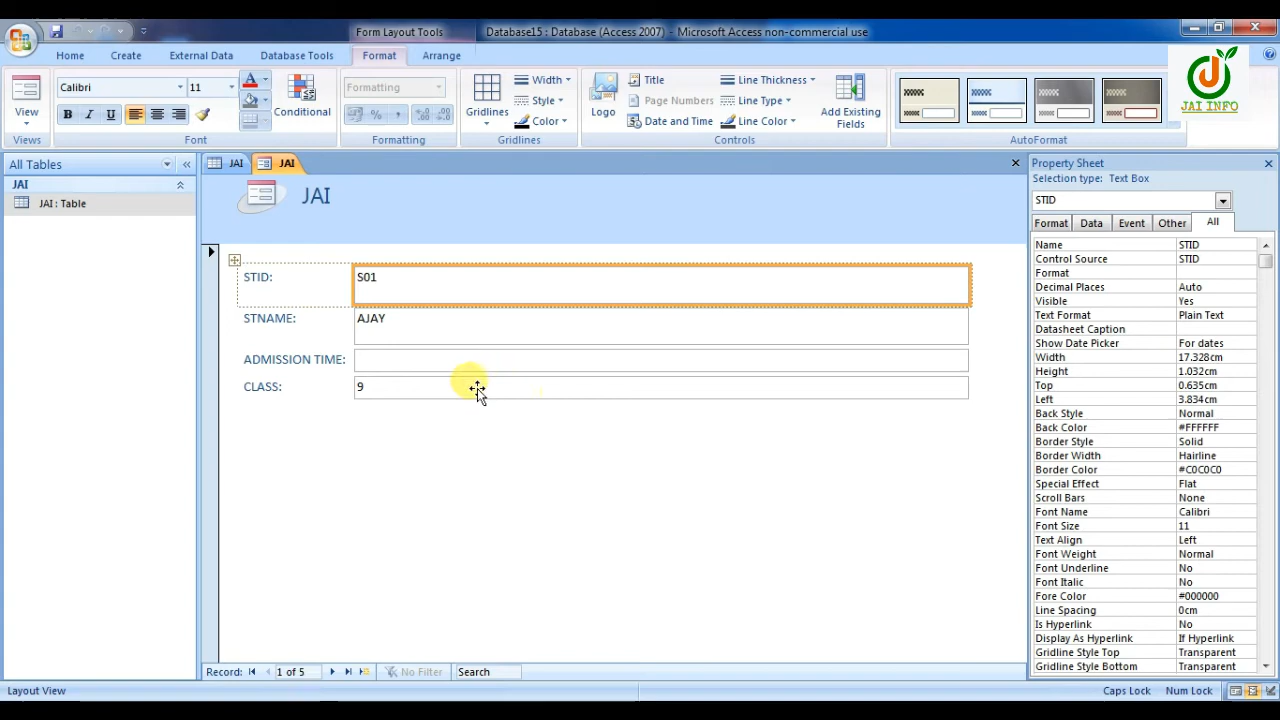 Form Layout Tools
Database15 : Database (Access 2007) - Microsoft Access non-commercial use
Home Create External Data Database Tools Format Arrange
View
Views
Calibri 11
A
B I U
Font
Conditional
Formatting
% ,
Formatting
Gridlines
Width
Style
Color
Gridlines
Logo
Title
Page Numbers
Date and Time
Line Thickness
Line Type
Line Color
Controls
Add Existing
Fields
AutoFormat
JAI INFO
All Tables
JAI
JAI : Table
JAI JAI
JAI
STID: S01
STNAME: AJAY
ADMISSION TIME:
CLASS: 9
Record: 1 of 5 No Filter Search
Property Sheet
Selection type: Text Box
STID
Format Data Event Other All
Name STID
Control Source STID
Format
Decimal Places Auto
Visible Yes
Text Format Plain Text
Datasheet Caption
Show Date Picker For dates
Width 17.328cm
Height 1.032cm
Top 0.635cm
Left 3.834cm
Back Style Normal
Back Color #FFFFFF
Border Style Solid
Border Width Hairline
Border Color #C0C0C0
Special Effect Flat
Scroll Bars None
Font Name Calibri
Font Size 11
Text Align Left
Font Weight Normal
Font Underline No
Font Italic No
Fore Color #000000
Line Spacing 0cm
Is Hyperlink No
Display As Hyperlink If Hyperlink
Gridline Style Top Transparent
Gridline Style Bottom Transparent
Layout View
Caps Lock Num Lock